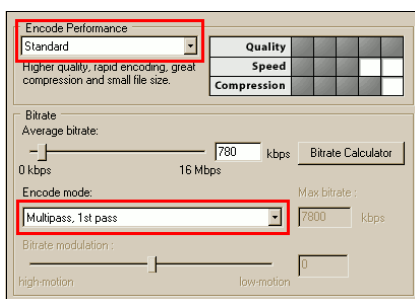 Encode Performance
Standard
Higher quality, rapid encoding, great
compression and small file size.
Quality
Speed
Compression
Bitrate
Average bitrate:
780 kbps Bitrate Calculator
0 kbps 16 Mbps
Encode mode: Max bitrate :
Multipass, 1st pass 7800 kbps
Bitrate modulation :
0
high-motion low-motion